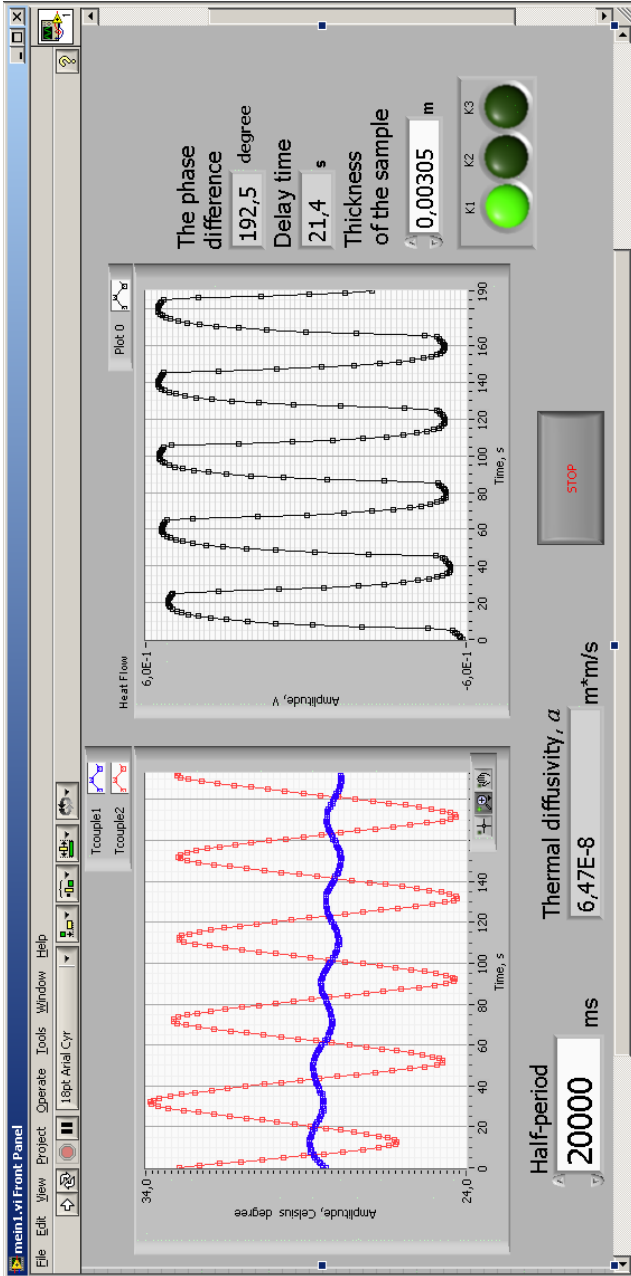 mein1.vi Front Panel
File Edit View Project Operate Tools Window Help
18pt Arial Cyr
Tcouple1
Tcouple2
34,0
24,0
Amplitude, Celsius degree
0 20 40 60 80 100 140
Time, s
Heat Flow
Plot 0
6,0E-1
-6,0E-1
Amplitude, V
0 20 40 60 80 100 120 140 160 190
Time, s
The phase
difference
192,5 degree
Delay time
21,4 s
Thickness
of the sample
0,00305 m
K1 K2 K3
Half-period
20000 ms
Thermal diffusivity, a
6,47E-8 m*m/s
STOP